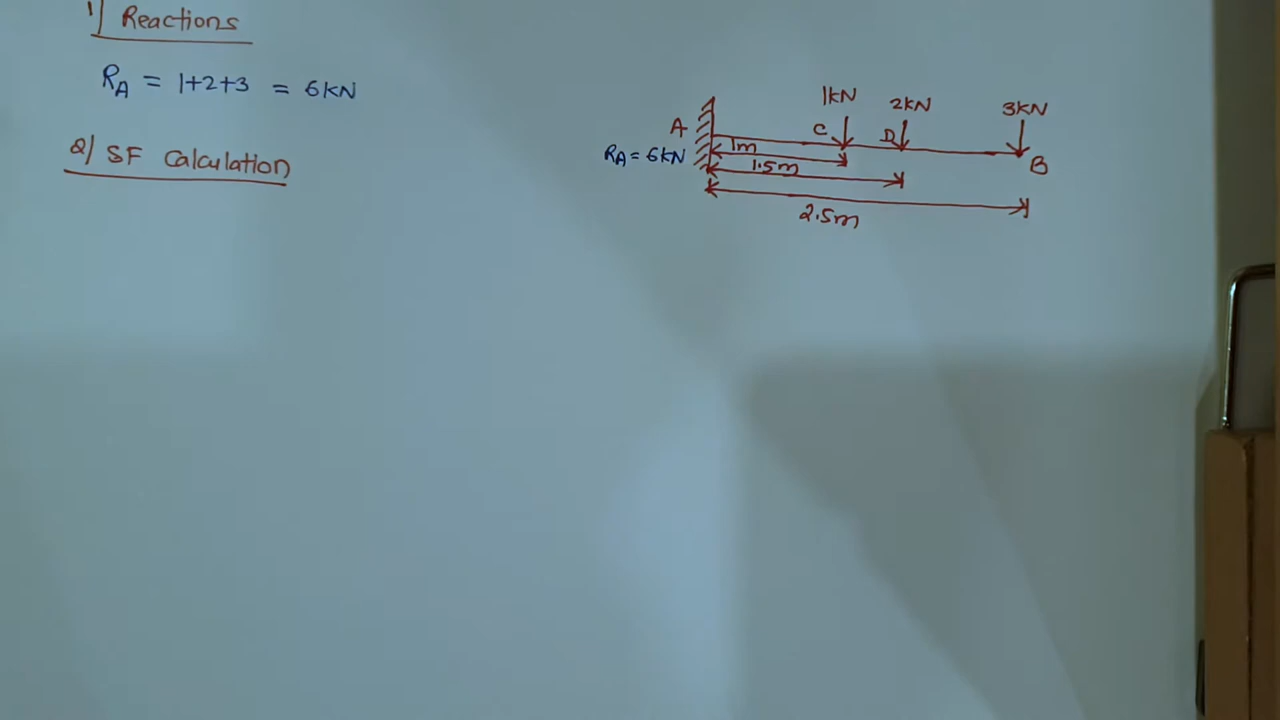 1) Reactions
RA = 1+2+3 = 6KN
2) SF Calculation
1KN 2KN 3KN
A C D
RA = 6KN 1m B
1.5m
2.5m